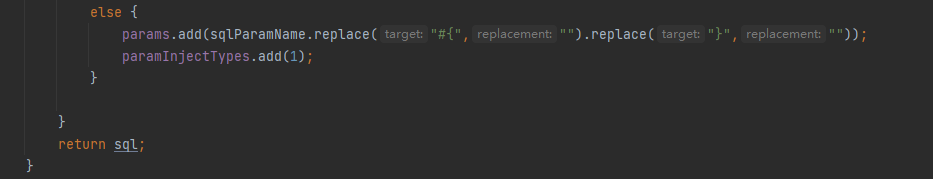 else {
params.add(sqlParamName.replace( target: "#{", replacement: "").replace( target: "}", replacement: ""));
paramInjectTypes.add(1);
}
}
return sql;
}